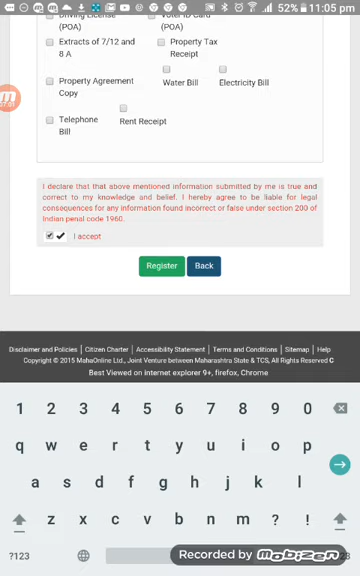 52% 11:05 pm
Driving License
(POA)
Voter ID Card
(POA)
Extracts of 7/12 and
8 A
Property Tax
Receipt
Property Agreement
Copy
Water Bill
Electricity Bill
Telephone
Bill
Rent Receipt
I declare that that above mentioned information submitted by me is true and
correct to my knowledge and belief. I hereby agree to be liable for legal
consequences for any information found incorrect or false under section 200 of
Indian penal code 1960.
I accept
Register
Back
Disclaimer and Policies | Citizen Charter | Accessibility Statement | Terms and Conditions | Sitemap | Help
Copyright © 2015 MahaOnline Ltd., Joint Venture between Maharashtra State & TCS, All Rights Reserved C
Best Viewed on internet explorer 9+, firefox, Chrome
1 2 3 4 5 6 7 8 9 0
q w e r t y u i o p
a s d f g h j k l
z x c v b n m ? !
?123
Recorded by mobizen